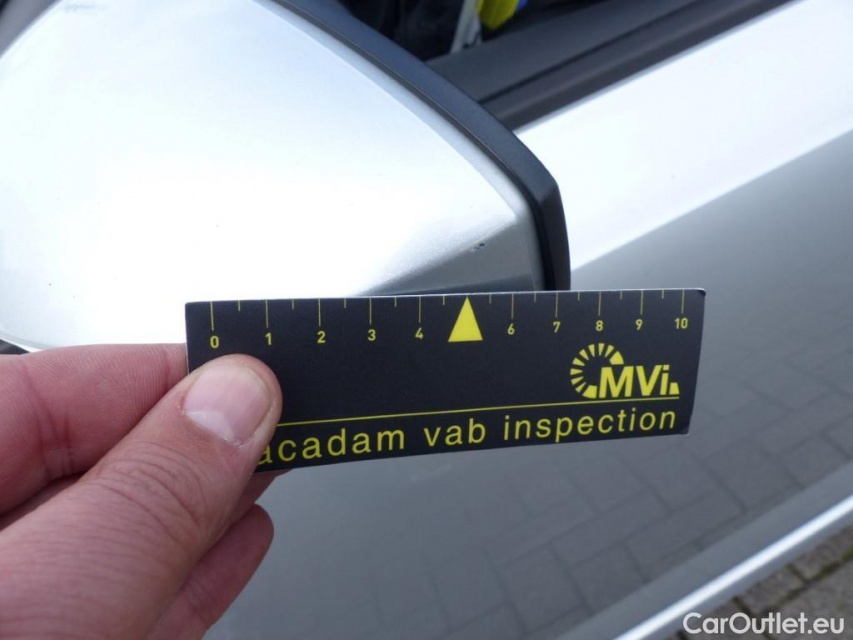 0 1 2 3 4 6 7 8 9 10
MVi.
acadam vab inspection
CarOutlet.eu